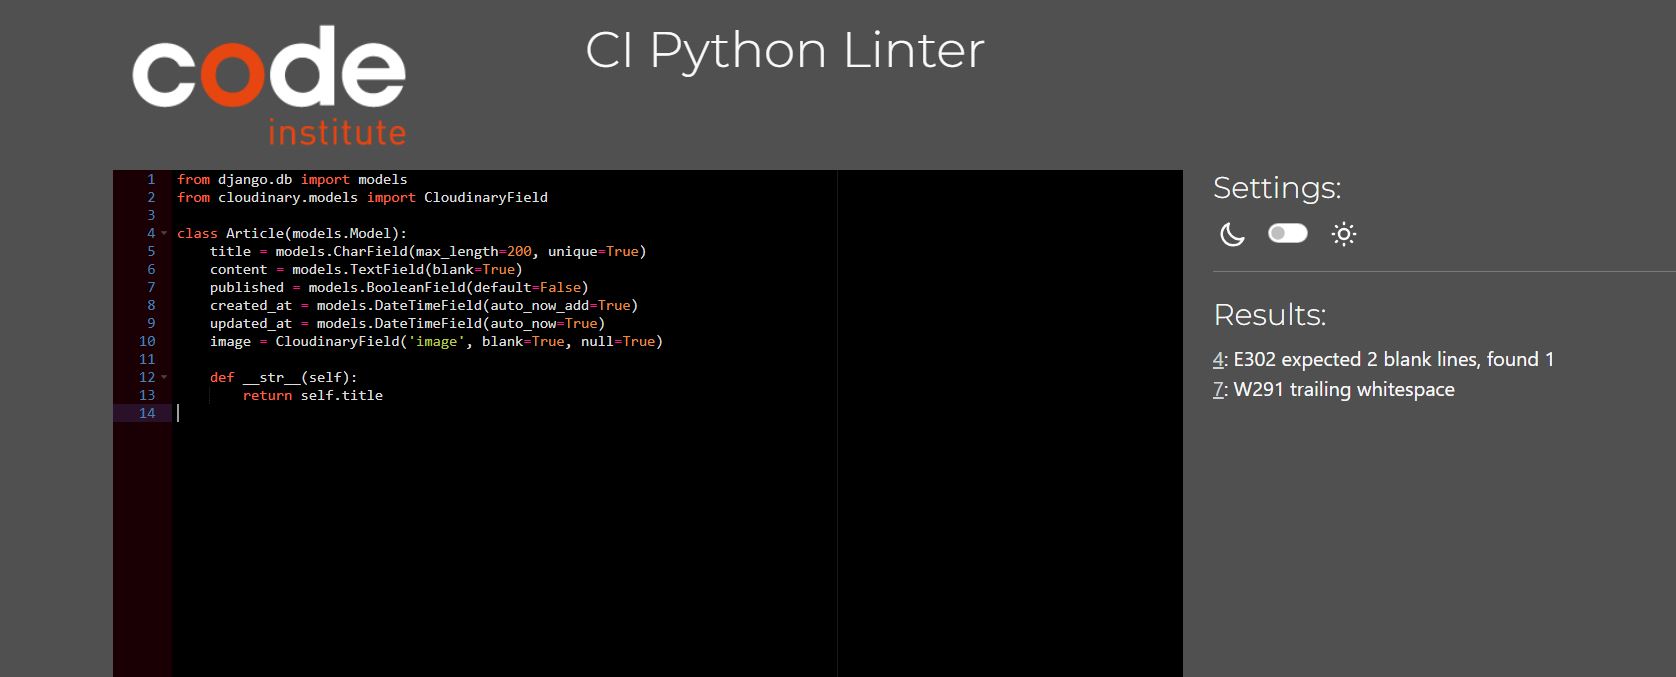 code
institute
CI Python Linter
1 from django.db import models
2 from cloudinary.models import CloudinaryField
3
4 class Article(models.Model):
5     title = models.CharField(max_length=200, unique=True)
6     content = models.TextField(blank=True)
7     published = models.BooleanField(default=False)
8     created_at = models.DateTimeField(auto_now_add=True)
9     updated_at = models.DateTimeField(auto_now=True)
10     image = CloudinaryField('image', blank=True, null=True)
11
12     def __str__(self):
13         return self.title
14
Settings:
Results:
4: E302 expected 2 blank lines, found 1
7: W291 trailing whitespace